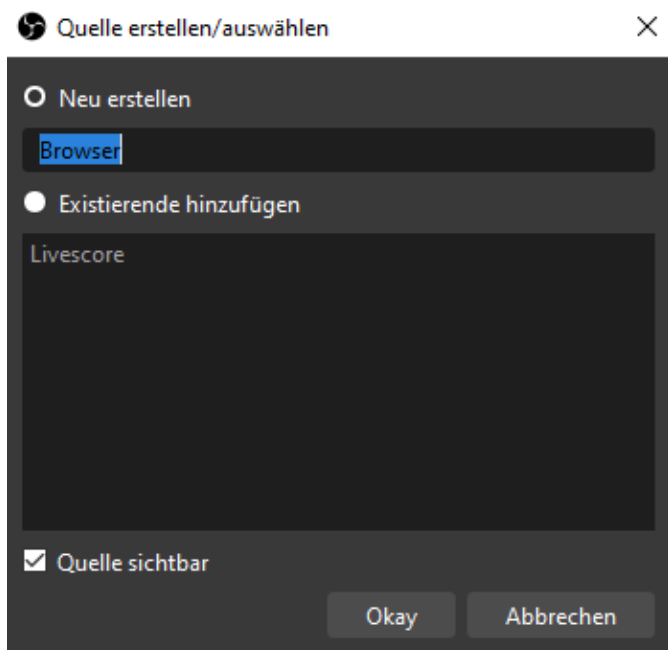 Quelle erstellen/auswählen
Neu erstellen
Browser
Existierende hinzufügen
Livescore
Quelle sichtbar
Okay Abbrechen